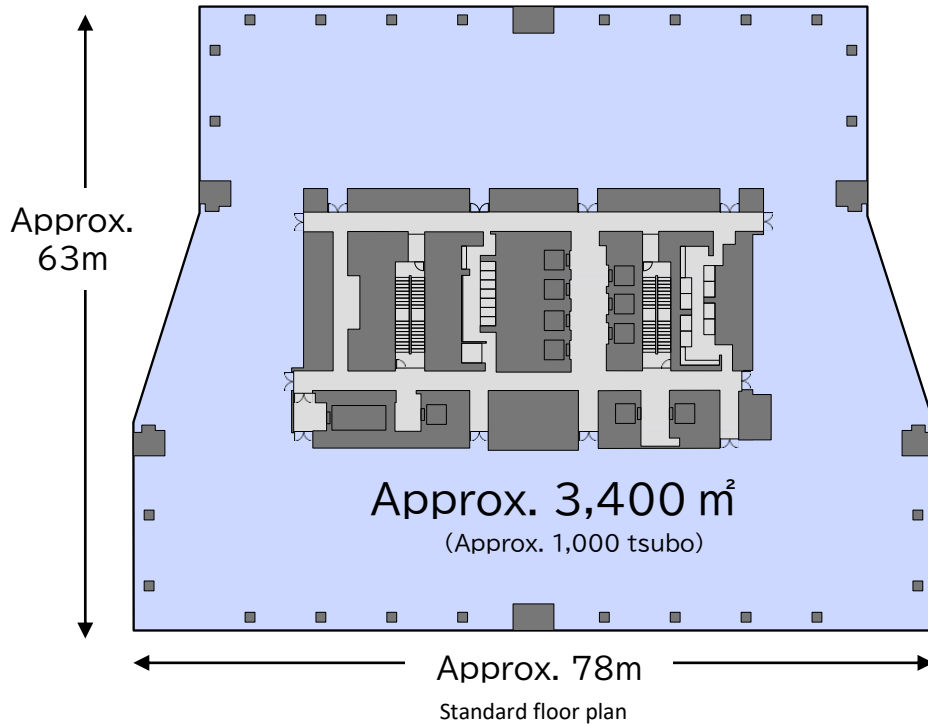 Approx.
63m
Approx. 3,400 ㎡
(Approx. 1,000 tsubo)
Approx. 78m
Standard floor plan